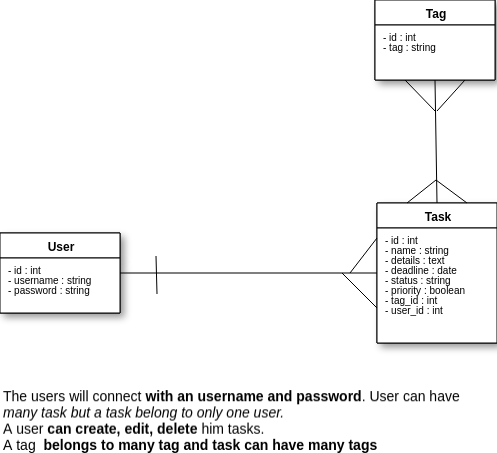 Tag
- id : int
- tag : string
Task
- id : int
- name : string
- details : text
- deadline : date
- status : string
- priority : boolean
- tag_id : int
- user_id : int
User
- id : int
- username : string
- password : string
The users will connect with an username and password. User can have
many task but a task belong to only one user.
A user can create, edit, delete him tasks.
A tag belongs to many tag and task can have many tags